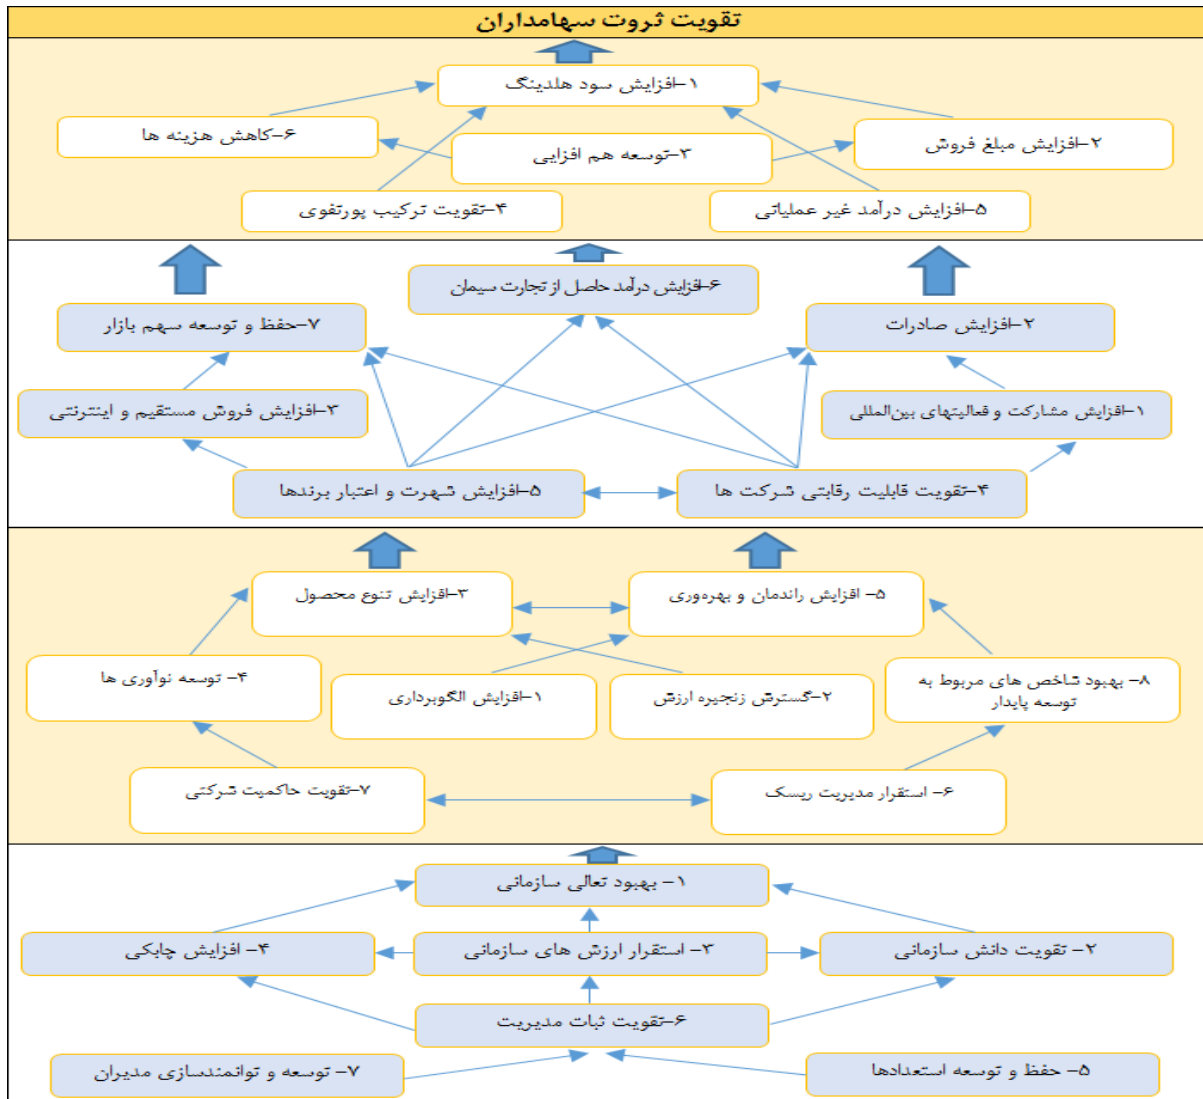 تقویت ثروت سهامداران
۱–افزایش سود هلدینگ
۲–افزایش مبلغ فروش
۳–توسعه هم افزایی
۶–کاهش هزینه ها
۵–افزایش درآمد غیر عملیاتی
۴–تقویت ترکیب پورتفوی
۶–افزایش درآمد حاصل از تجارت سیمان
۲–افزایش صادرات
۷–حفظ و توسعه سهم بازار
۱–افزایش مشارکت و فعالیتهای بین‌المللی
۳–افزایش فروش مستقیم و اینترنتی
۴–تقویت قابلیت رقابتی شرکت ها
۵–افزایش شهرت و اعتبار برندها
۵– افزایش راندمان و بهره‌وری
۳–افزایش تنوع محصول
۸– بهبود شاخص های مربوط به
توسعه پایدار
۲–گسترش زنجیره ارزش
۱–افزایش الگوبرداری
۴– توسعه نوآوری ها
۶– استقرار مدیریت ریسک
۷–تقویت حاکمیت شرکتی
۱– بهبود تعالی سازمانی
۲– تقویت دانش سازمانی
۳– استقرار ارزش های سازمانی
۴– افزایش چابکی
۶–تقویت ثبات مدیریت
۵– حفظ و توسعه استعدادها
۷– توسعه و توانمندسازی مدیران